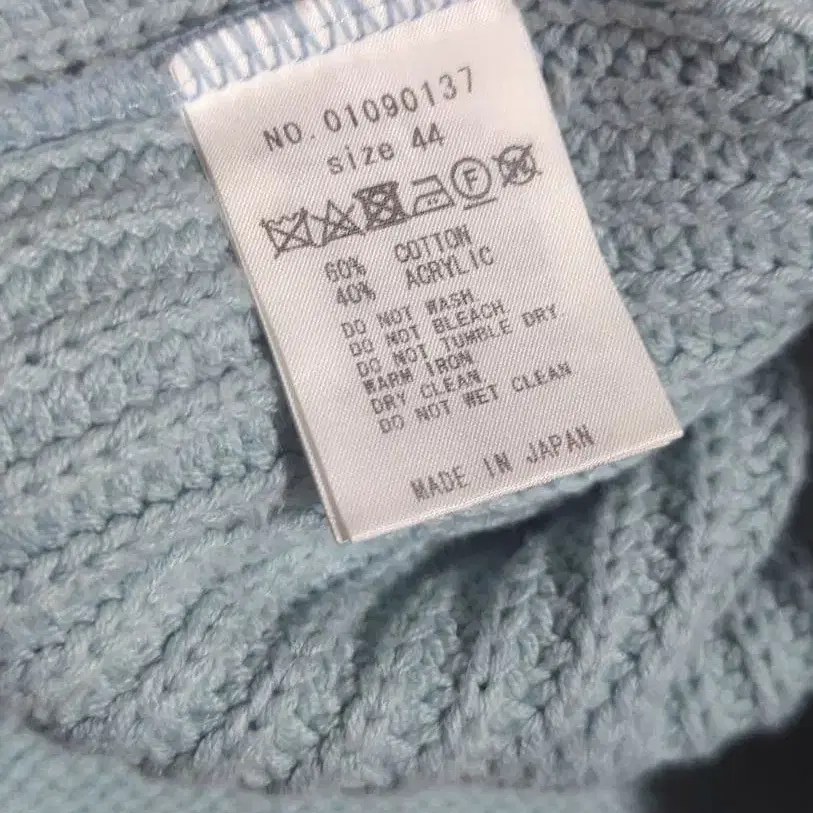 NO. 01090137
size 44
F
60% COTTON
40% ACRYLIC
DO NOT WASH
DO NOT BLEACH
DO NOT TUMBLE DRY
WARM IRON
DRY CLEAN
DO NOT WET CLEAN
MADE IN JAPAN